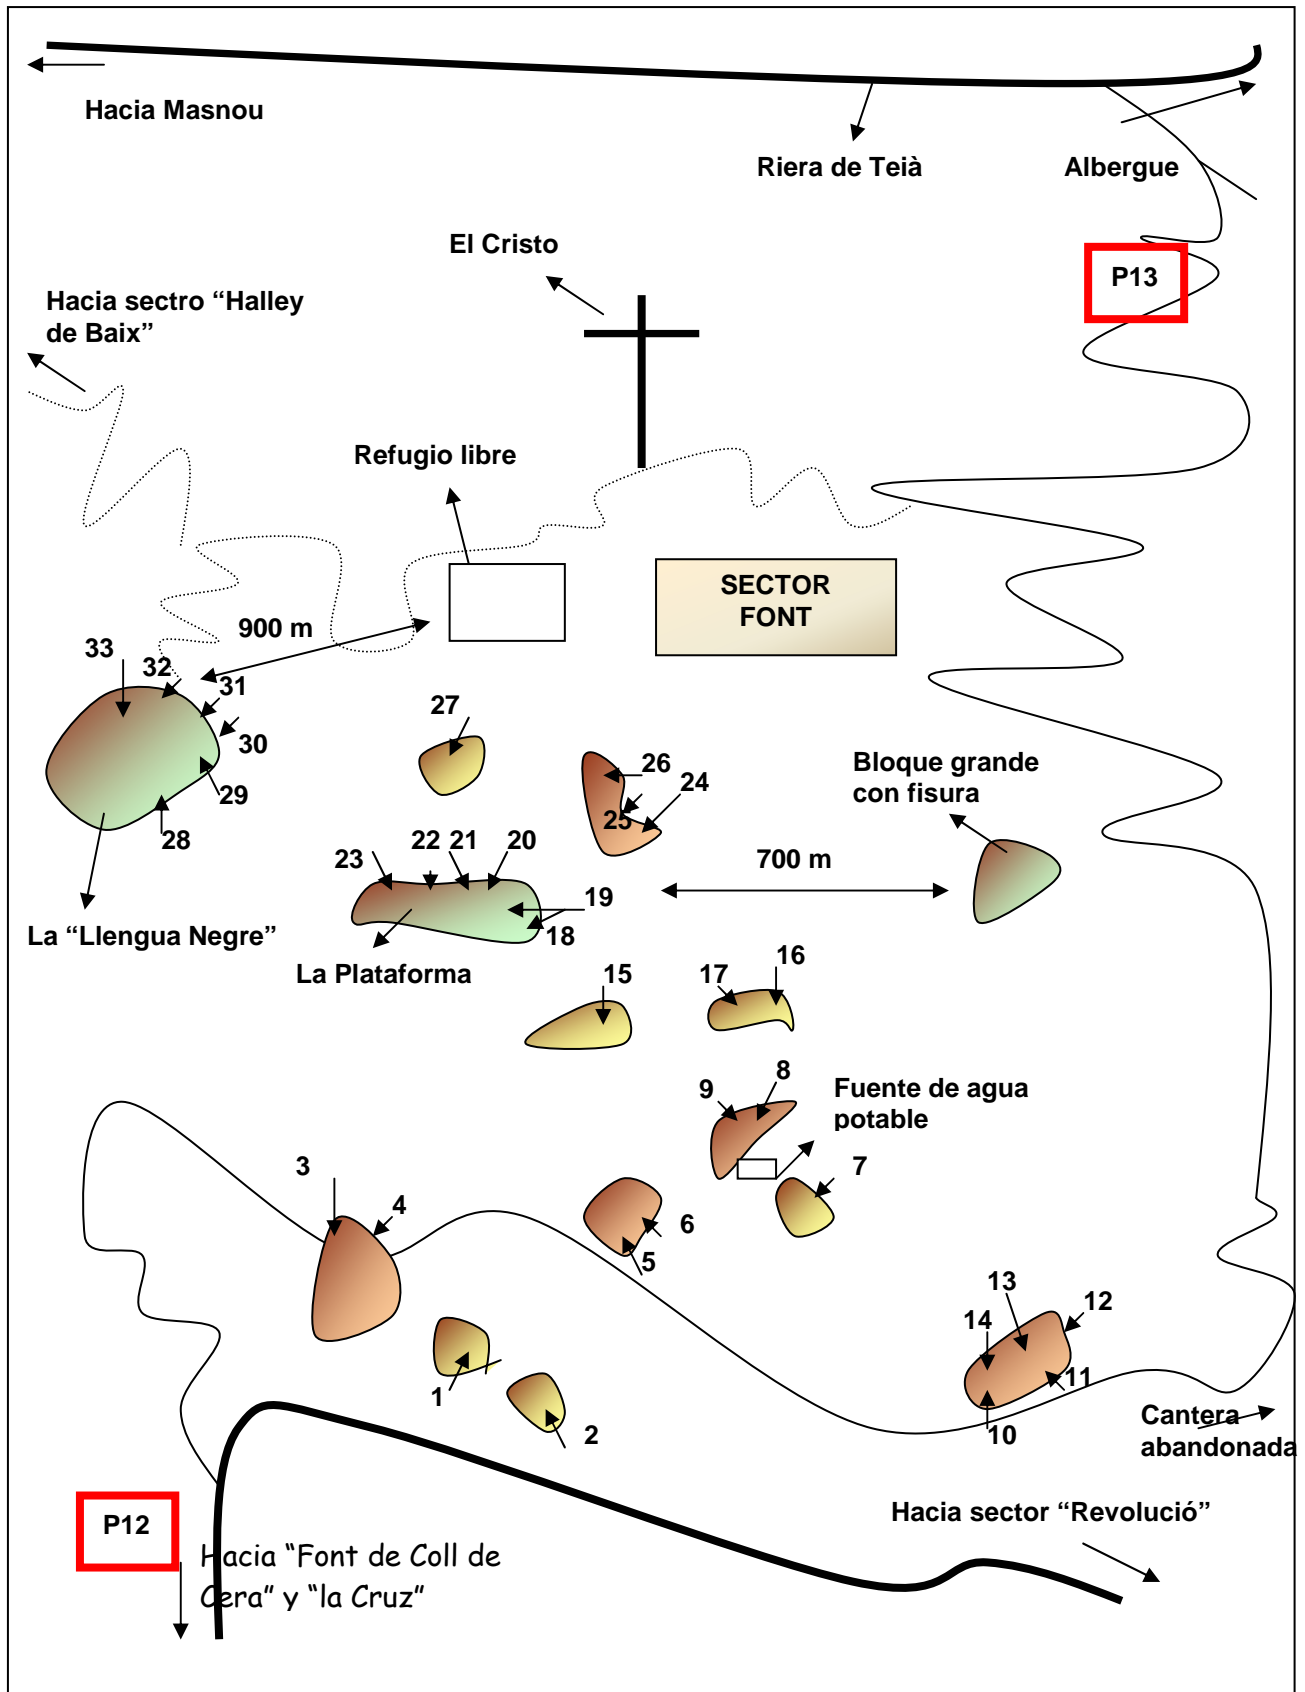 Hacia Masnou
Riera de Teià
Albergue
El Cristo
P13
Hacia sectro “Halley
de Baix”
Refugio libre
SECTOR
FONT
900 m
33
32
31
30
29
28
27
26
24
25
Bloque grande
con fisura
23
22
21
20
19
18
700 m
La “Llengua Negre”
La Plataforma
15
17
16
9
8
Fuente de agua
potable
7
3
4
6
5
13
12
14
11
10
1
2
Cantera
abandonada
Hacia sector “Revolució”
P12
Hacia “Font de Coll de
Cera” y “la Cruz”